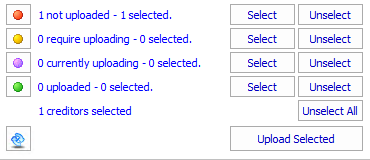 1 not uploaded - 1 selected. Select Unselect
0 require uploading - 0 selected. Select Unselect
0 currently uploading - 0 selected. Select Unselect
0 uploaded - 0 selected. Select Unselect
1 creditors selected Unselect All
Upload Selected